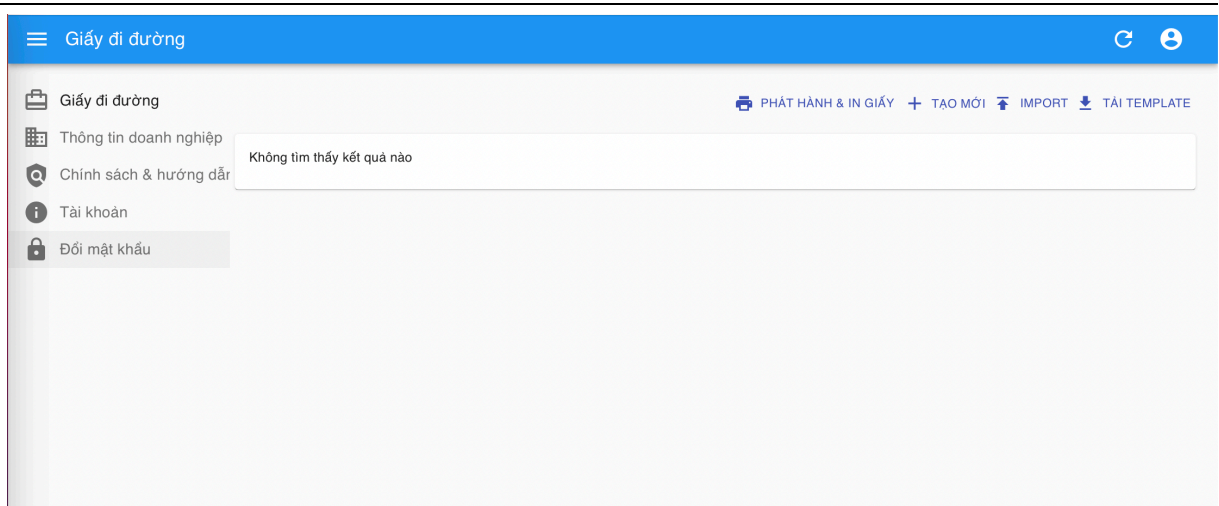 Giấy đi đường
Giấy đi đường
PHÁT HÀNH & IN GIẤY TẠO MỚI IMPORT TẢI TEMPLATE
Thông tin doanh nghiệp
Không tìm thấy kết quả nào
Chính sách & hướng dẫn
Tài khoản
Đổi mật khẩu